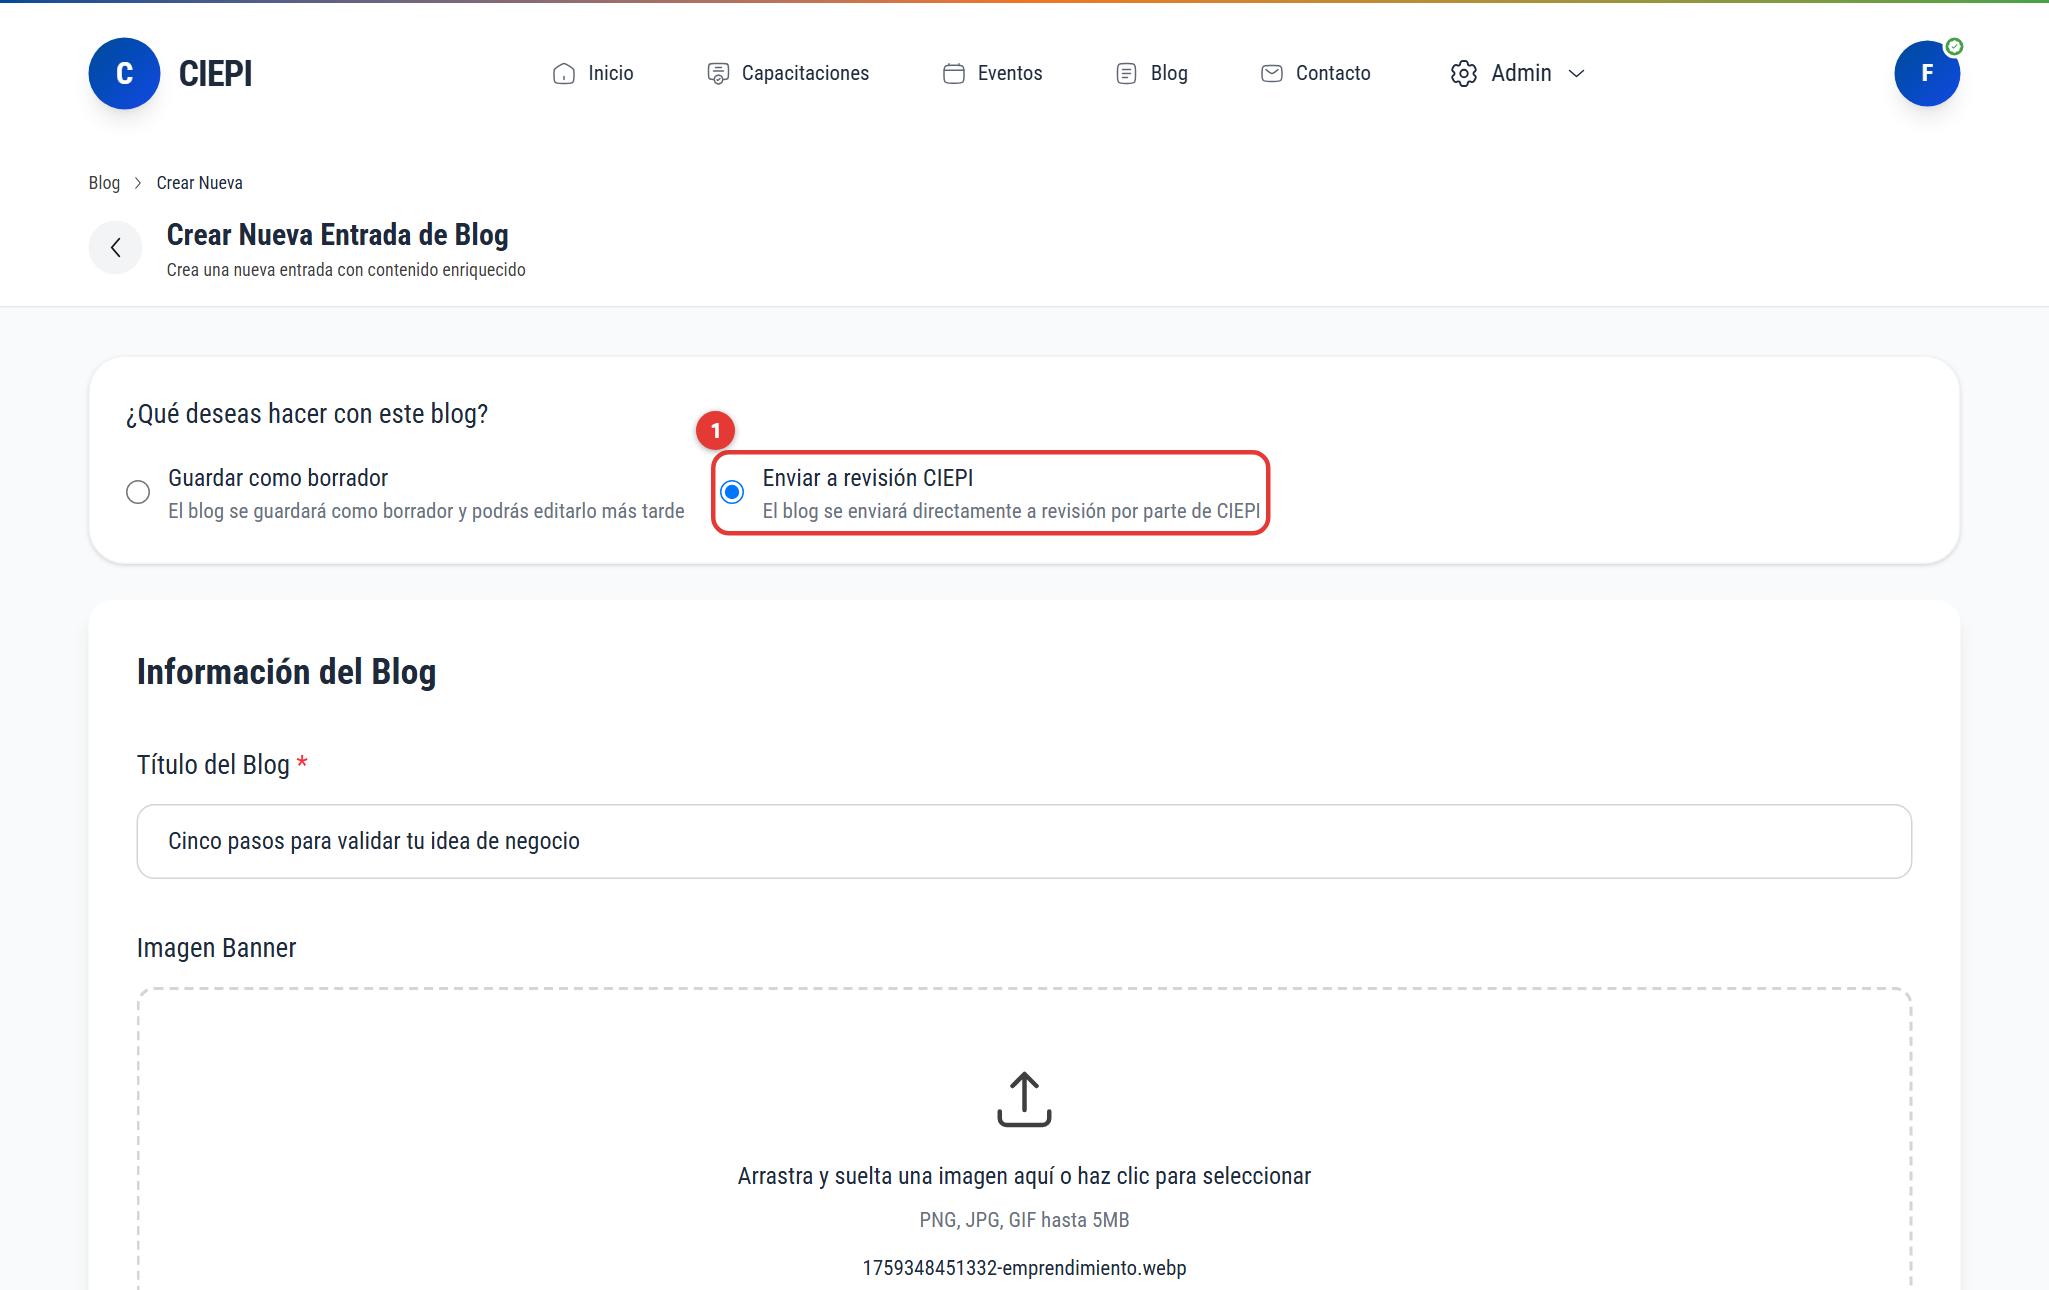 C CIEPI Inicio Capacitaciones Eventos Blog Contacto Admin F
Blog > Crear Nueva
Crear Nueva Entrada de Blog
Crea una nueva entrada con contenido enriquecido
¿Qué deseas hacer con este blog?
1
Guardar como borrador
El blog se guardará como borrador y podrás editarlo más tarde
Enviar a revisión CIEPI
El blog se enviará directamente a revisión por parte de CIEPI
Información del Blog
Título del Blog *
Cinco pasos para validar tu idea de negocio
Imagen Banner
Arrastra y suelta una imagen aquí o haz clic para seleccionar
PNG, JPG, GIF hasta 5MB
1759348451332-emprendimiento.webp